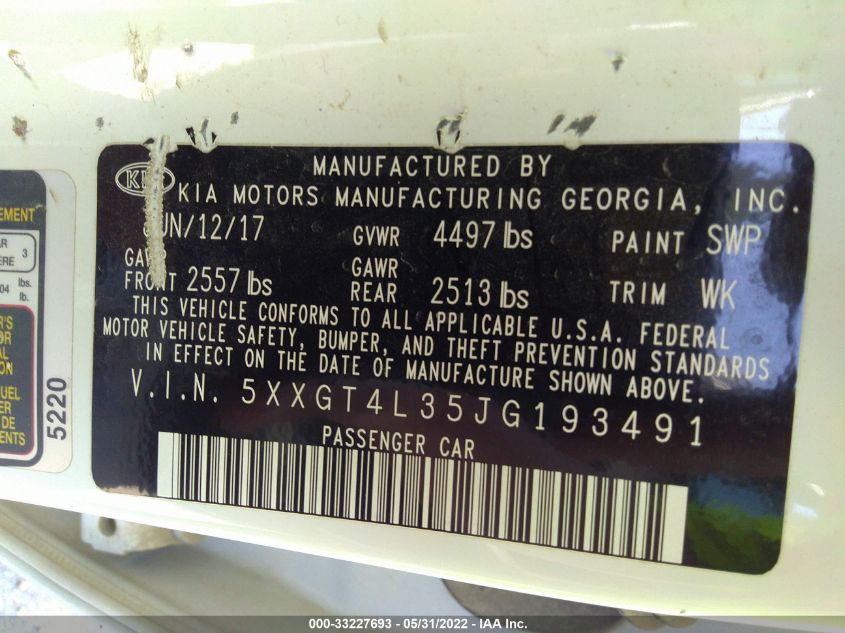 MANUFACTURED BY
KIA MOTORS MANUFACTURING GEORGIA, INC.
JUN/12/17 GVWR 4497 lbs PAINT SWP
GAWR FRONT 2557 lbs GAWR REAR 2513 lbs TRIM WK
THIS VEHICLE CONFORMS TO ALL APPLICABLE U.S.A. FEDERAL
MOTOR VEHICLE SAFETY, BUMPER, AND THEFT PREVENTION STANDARDS
IN EFFECT ON THE DATE OF MANUFACTURE SHOWN ABOVE.
V.I.N. 5XXGT4L35JG193491
PASSENGER CAR
5220
000-33227693 - 05/31/2022 - IAA Inc.